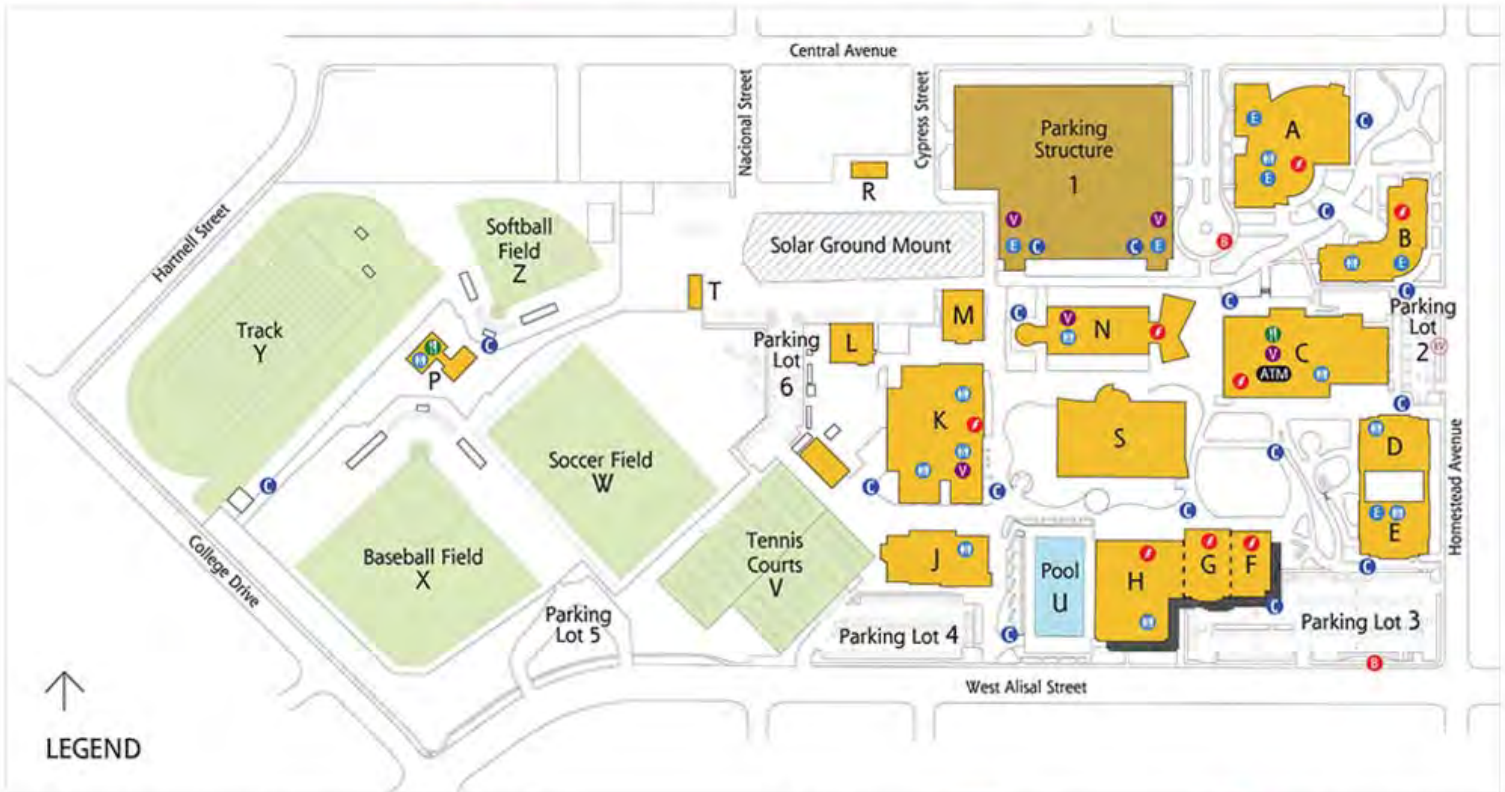 Central Avenue
Nacional Street
Cypress Street
Hartnell Street
Parking
Structure
1
V
V
E
C
C
E
A
E
E
C
C
B
B
E
C
R
Solar Ground Mount
Softball
Field
Z
T
Track
Y
P
C
C
M
L
Parking
Lot
6
N
V
C
C
C
V
ATM
Parking
Lot
2
EV
C
K
V
C
C
S
C
C
D
E
E
C
Homestead Avenue
Soccer Field
W
Baseball Field
X
Tennis
Courts
V
J
Pool
U
C
H
G
F
C
Parking Lot 3
B
Parking Lot 4
Parking
Lot 5
College Drive
West Alisal Street
LEGEND